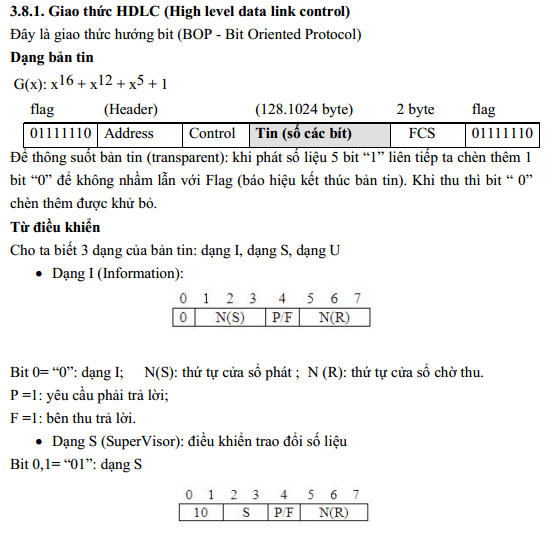 3.8.1. Giao thức HDLC (High level data link control)
Đây là giao thức hướng bit (BOP - Bit Oriented Protocol)
Dạng bản tin
G(x): x16 + x12 + x5 + 1
flag (Header) (128.1024 byte) 2 byte flag
01111110 Address Control Tin (số các bít) FCS 01111110
Để thông suốt bản tin (transparent): khi phát số liệu 5 bit “1” liên tiếp ta chèn thêm 1
bit “0” để không nhầm lẫn với Flag (báo hiệu kết thúc bản tin). Khi thu thì bit “ 0”
chèn thêm được khử bỏ.
Từ điều khiển
Cho ta biết 3 dạng của bản tin: dạng I, dạng S, dạng U
• Dạng I (Information):
0 1 2 3 4 5 6 7
0 N(S) P/F N(R)
Bit 0= “0”: dạng I; N(S): thứ tự cửa sổ phát ; N (R): thứ tự cửa sổ chờ thu.
P =1: yêu cầu phải trả lời;
F =1: bên thu trả lời.
• Dạng S (SuperVisor): điều khiển trao đổi số liệu
Bit 0,1= “01”: dạng S
0 1 2 3 4 5 6 7
10 S P/F N(R)